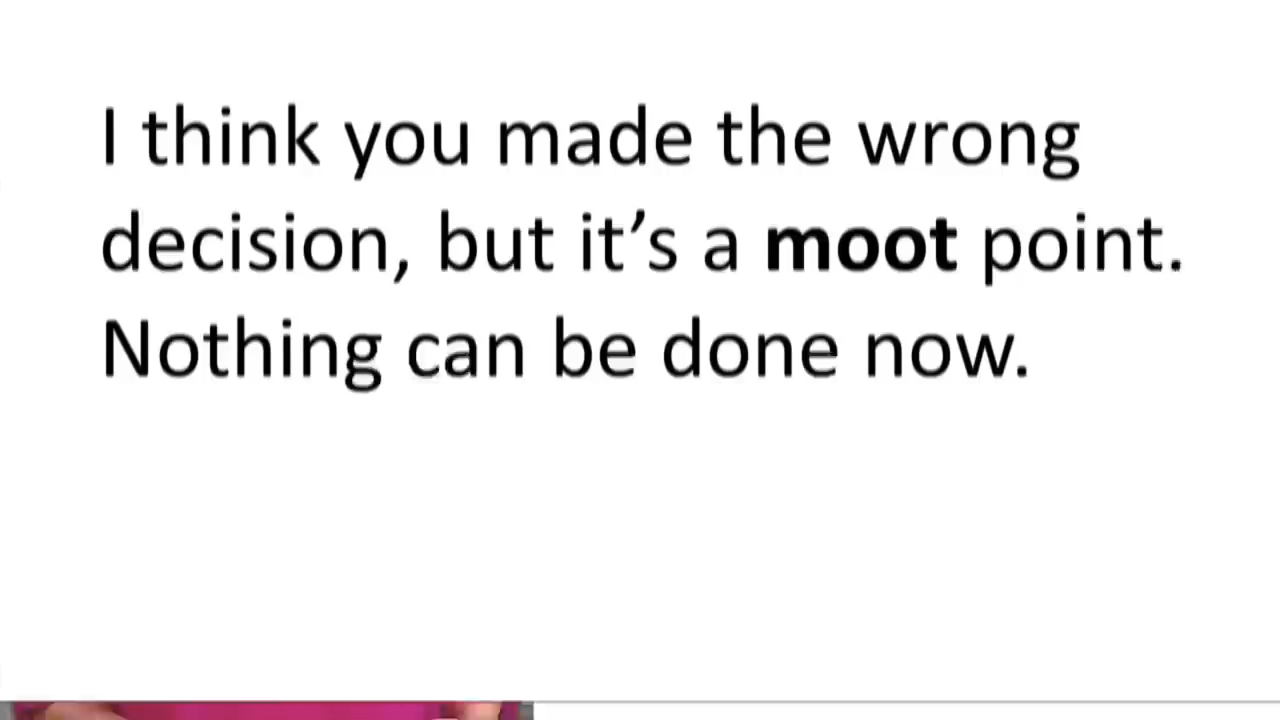 I think you made the wrong
decision, but it’s a moot point.
Nothing can be done now.